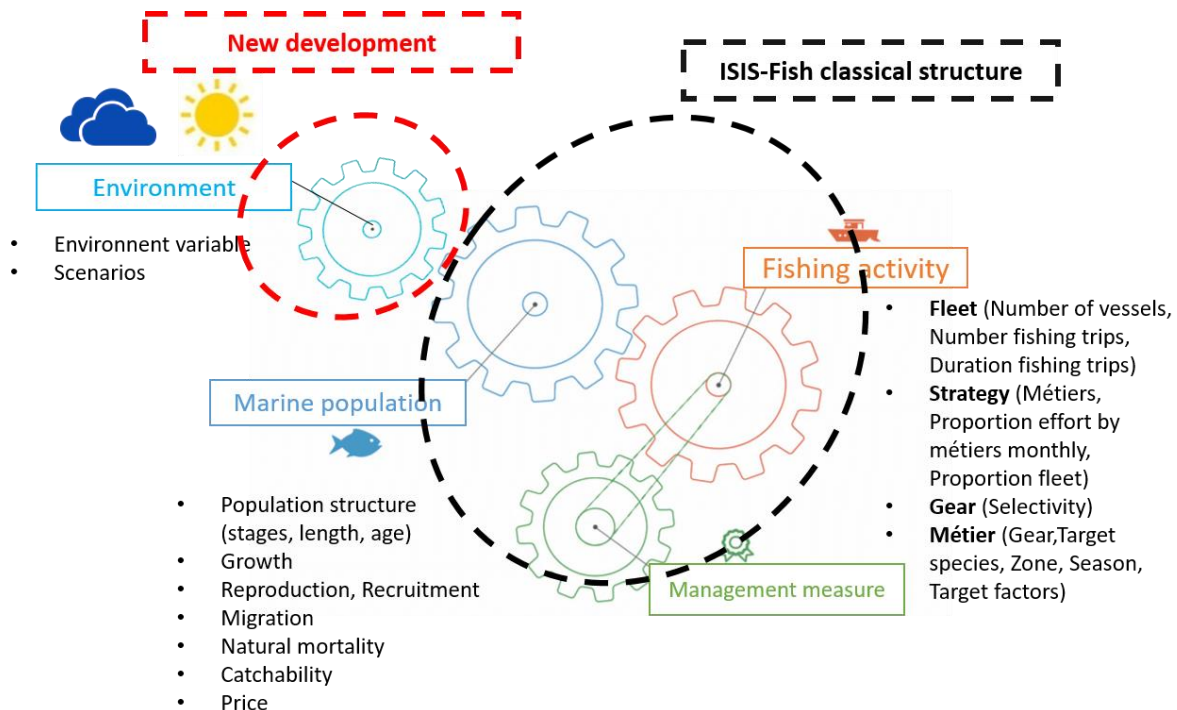 New development
ISIS-Fish classical structure
Environment
• Environnent variable
• Scenarios
Fishing activity
• Fleet (Number of vessels,
Number fishing trips,
Duration fishing trips)
• Strategy (Métiers,
Proportion effort by
métiers monthly,
Proportion fleet)
• Gear (Selectivity)
• Métier (Gear,Target
species, Zone, Season,
Target factors)
Marine population
• Population structure
(stages, length, age)
• Growth
• Reproduction, Recruitment
• Migration
• Natural mortality
• Catchability
• Price
Management measure